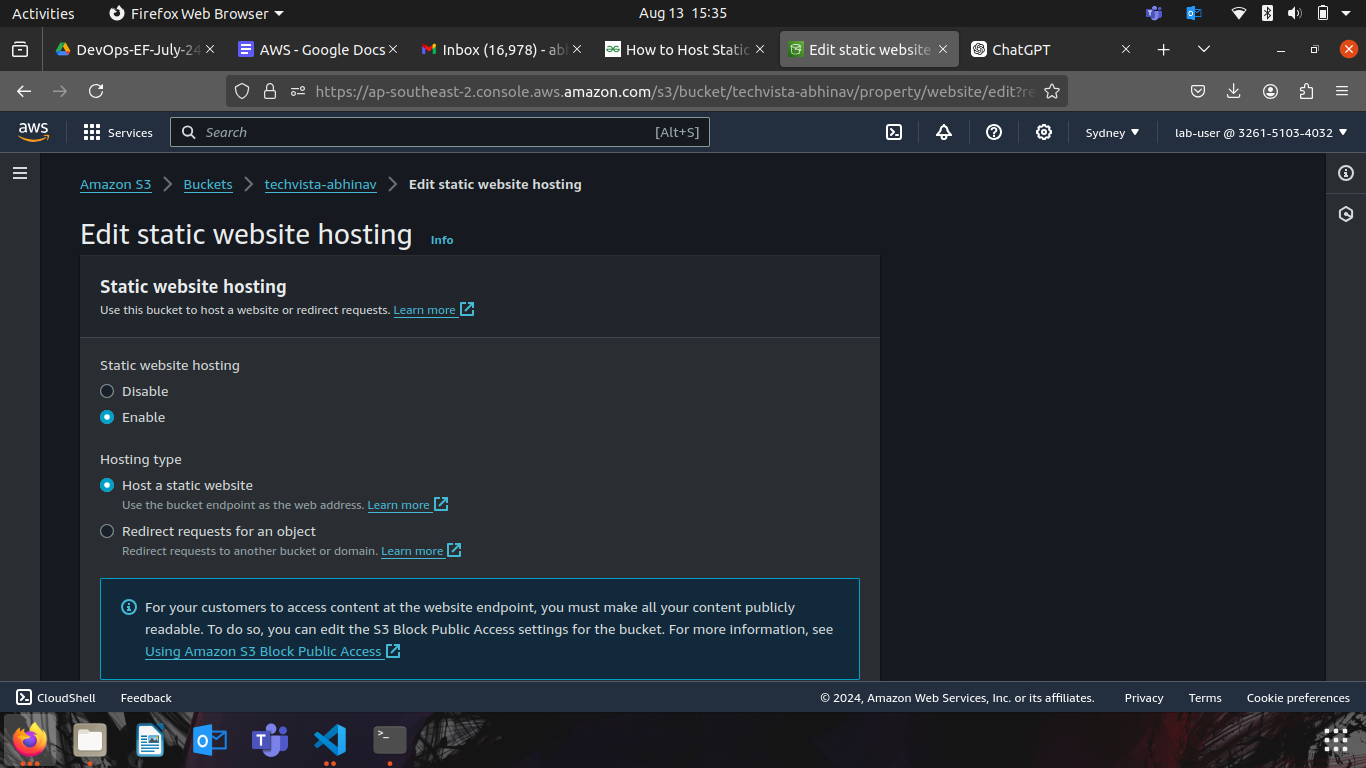 Activities
Firefox Web Browser
Aug 13 15:35
DevOps-EF-July-24
AWS - Google Docs
Inbox (16,978) - ab
How to Host Static
Edit static website
ChatGPT
https://ap-southeast-2.console.aws.amazon.com/s3/bucket/techvista-abhinav/property/website/edit?re
aws
Services
Search
[Alt+S]
Sydney
lab-user @ 3261-5103-4032
Amazon S3
Buckets
techvista-abhinav
Edit static website hosting
Edit static website hosting
Info
Static website hosting
Use this bucket to host a website or redirect requests. Learn more
Static website hosting
Disable
Enable
Hosting type
Host a static website
Use the bucket endpoint as the web address. Learn more
Redirect requests for an object
Redirect requests to another bucket or domain. Learn more
For your customers to access content at the website endpoint, you must make all your content publicly
readable. To do so, you can edit the S3 Block Public Access settings for the bucket. For more information, see
Using Amazon S3 Block Public Access
CloudShell
Feedback
© 2024, Amazon Web Services, Inc. or its affiliates.
Privacy
Terms
Cookie preferences